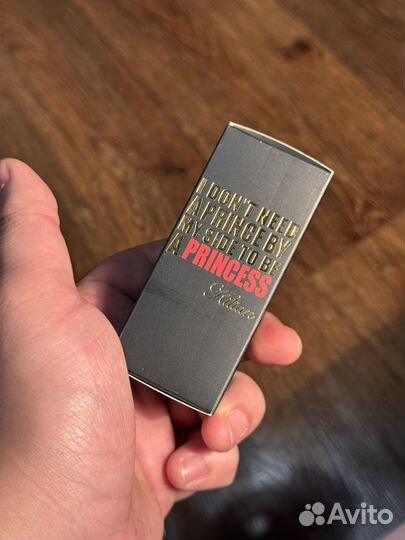 I DON'T NEED
A PRINCE BY
MY SIDE TO BE
A PRINCESS
Kilian
Avito